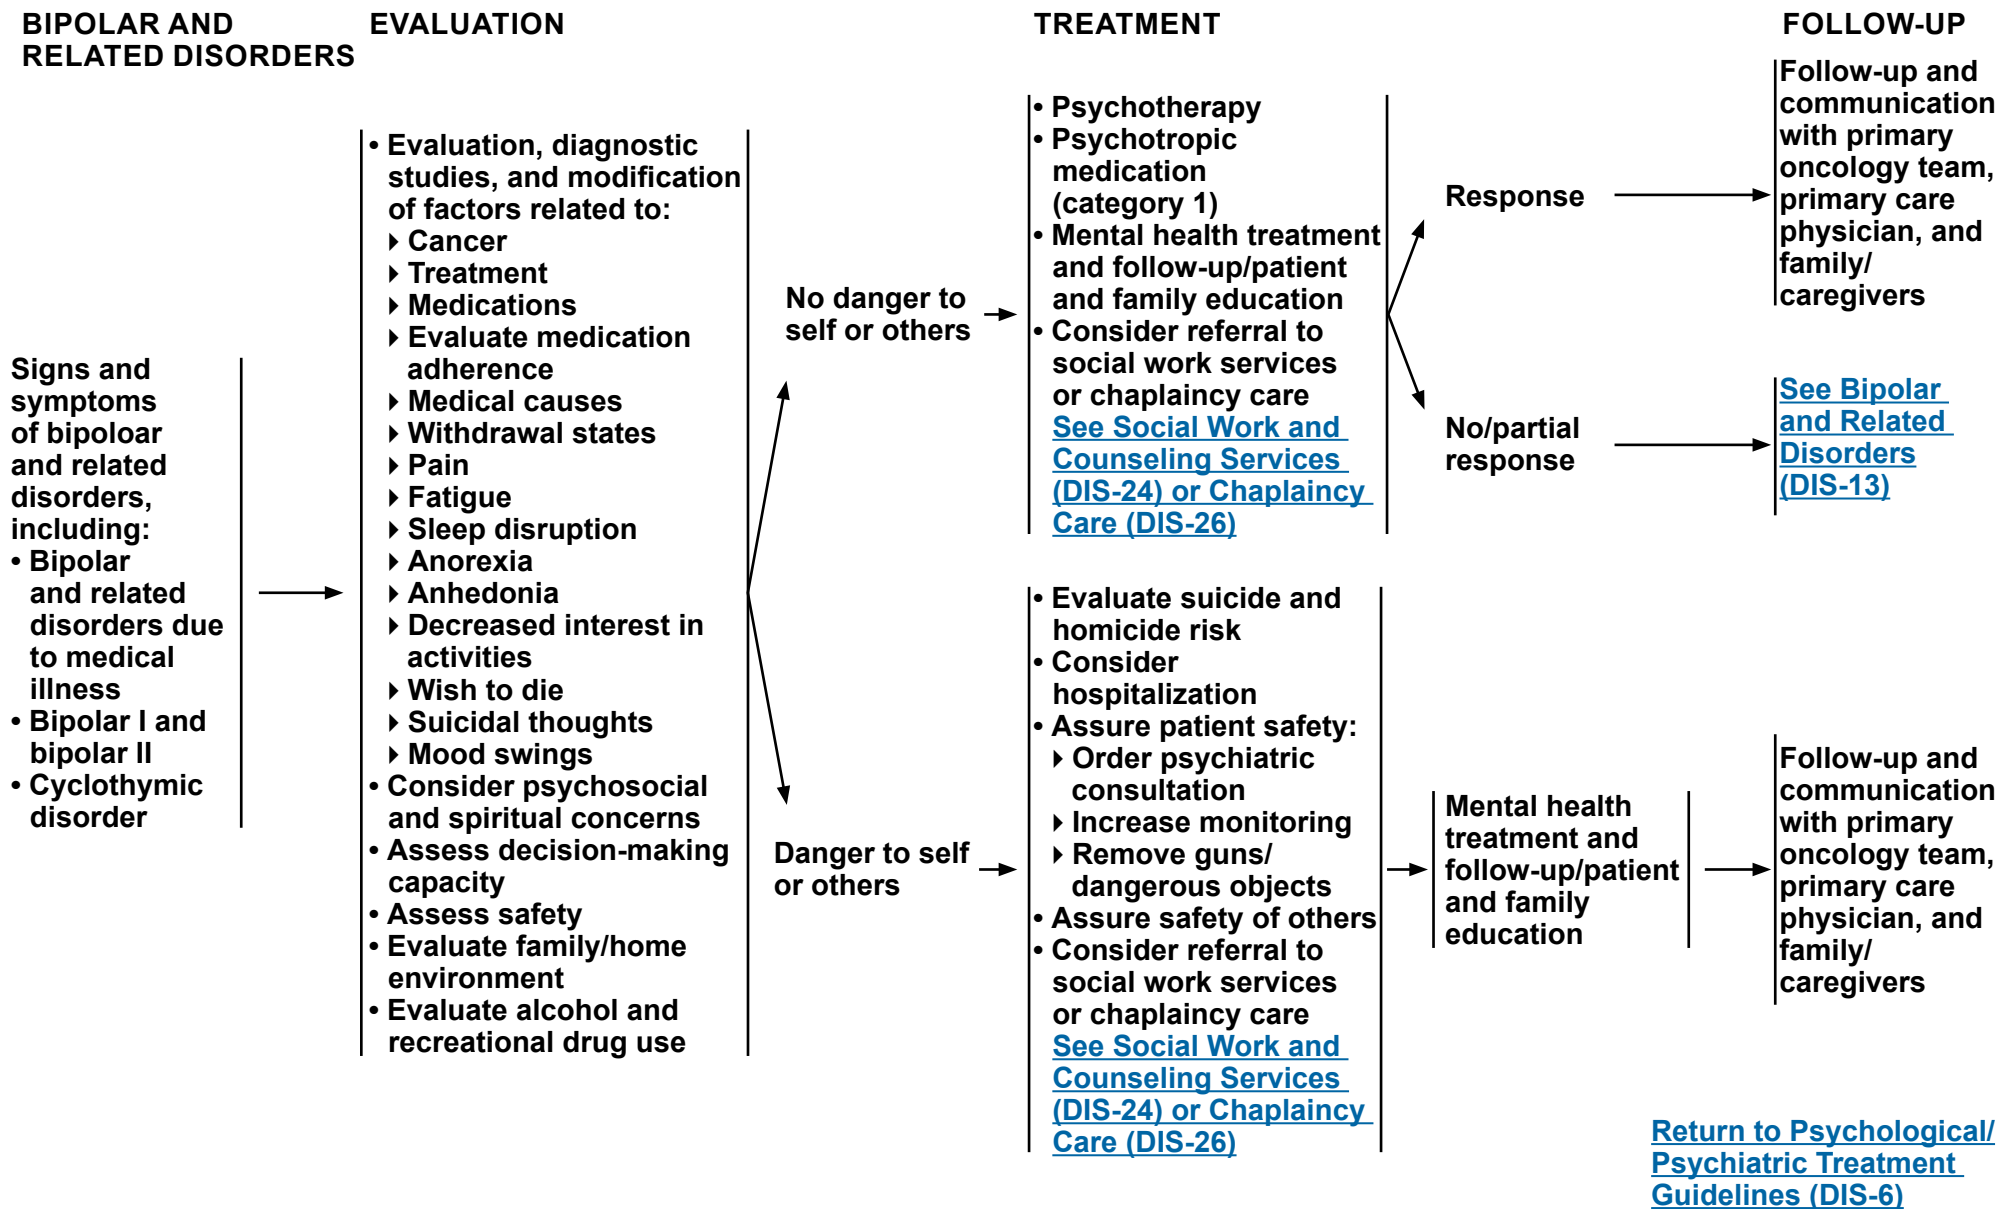 BIPOLAR AND
RELATED DISORDERS
EVALUATION
TREATMENT
FOLLOW-UP
Signs and
symptoms
of bipoloar
and related
disorders,
including:
• Bipolar
and related
disorders due
to medical
illness
• Bipolar I and
bipolar II
• Cyclothymic
disorder
• Evaluation, diagnostic
studies, and modification
of factors related to:
Cancer
Treatment
Medications
Evaluate medication
adherence
Medical causes
Withdrawal states
Pain
Fatigue
Sleep disruption
Anorexia
Anhedonia
Decreased interest in
activities
Wish to die
Suicidal thoughts
Mood swings
• Consider psychosocial
and spiritual concerns
• Assess decision-making
capacity
• Assess safety
• Evaluate family/home
environment
• Evaluate alcohol and
recreational drug use
No danger to
self or others
• Psychotherapy
• Psychotropic
medication
(category 1)
• Mental health treatment
and follow-up/patient
and family education
• Consider referral to
social work services
or chaplaincy care
See Social Work and
Counseling Services
(DIS-24) or Chaplaincy
Care (DIS-26)
Response
Follow-up and
communication
with primary
oncology team,
primary care
physician, and
family/
caregivers
No/partial
response
See Bipolar
and Related
Disorders
(DIS-13)
Danger to self
or others
• Evaluate suicide and
homicide risk
• Consider
hospitalization
• Assure patient safety:
Order psychiatric
consultation
Increase monitoring
Remove guns/
dangerous objects
• Assure safety of others
• Consider referral to
social work services
or chaplaincy care
See Social Work and
Counseling Services
(DIS-24) or Chaplaincy
Care (DIS-26)
Mental health
treatment and
follow-up/patient
and family
education
Follow-up and
communication
with primary
oncology team,
primary care
physician, and
family/
caregivers
Return to Psychological/
Psychiatric Treatment
Guidelines (DIS-6)